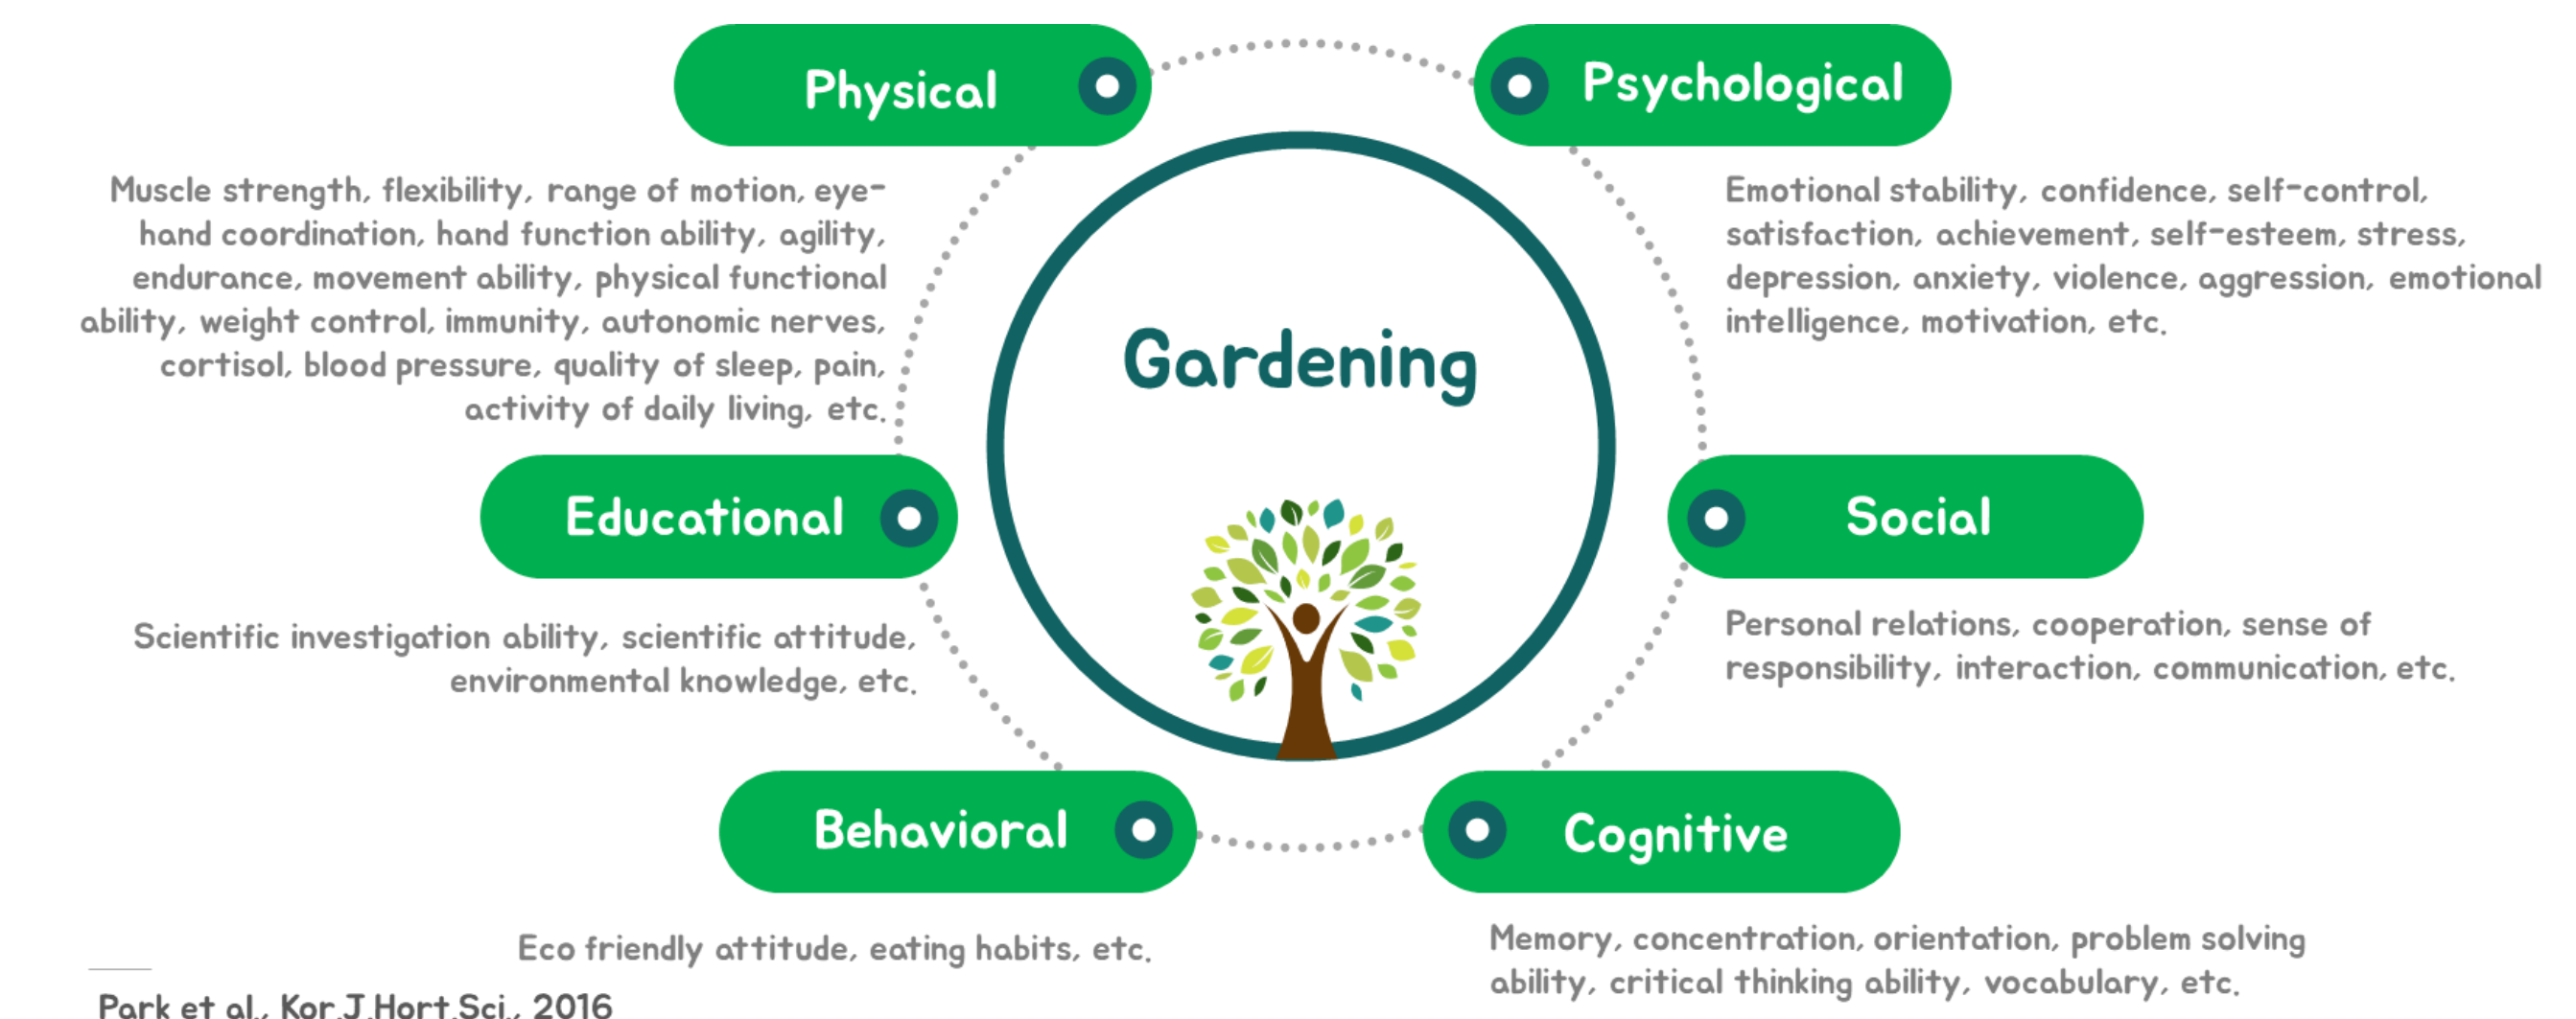 Physical
Muscle strength, flexibility, range of motion, eye-
hand coordination, hand function ability, agility,
endurance, movement ability, physical functional
ability, weight control, immunity, autonomic nerves,
cortisol, blood pressure, quality of sleep, pain,
activity of daily living, etc.
Psychological
Emotional stability, confidence, self-control,
satisfaction, achievement, self-esteem, stress,
depression, anxiety, violence, aggression, emotional
intelligence, motivation, etc.
Gardening
Educational
Scientific investigation ability, scientific attitude,
environmental knowledge, etc.
Social
Personal relations, cooperation, sense of
responsibility, interaction, communication, etc.
Behavioral
Eco friendly attitude, eating habits, etc.
Cognitive
Memory, concentration, orientation, problem solving
ability, critical thinking ability, vocabulary, etc.
Park et al., Kor.J.Hort.Sci., 2016